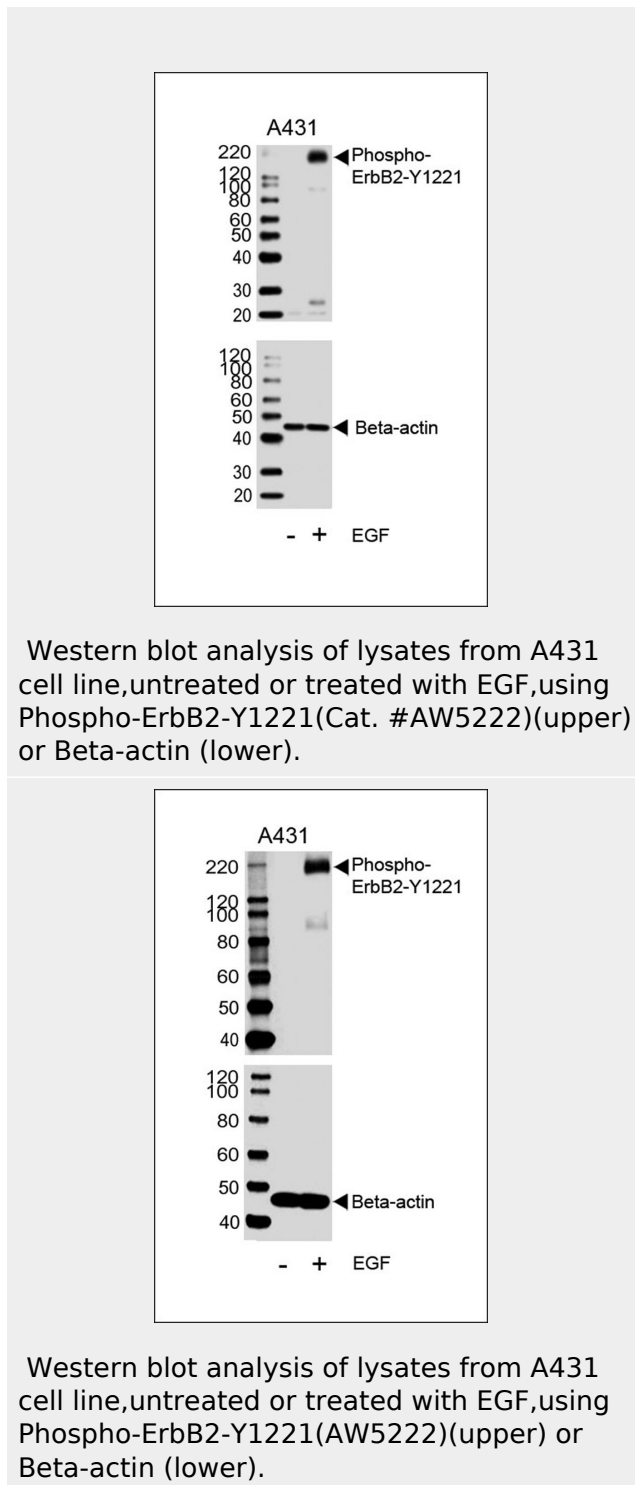 A431
220
120
100
80
60
50
40
30
20
Phospho-
ErbB2-Y1221
120
100
80
60
50
40
30
20
Beta-actin
- + EGF
Western blot analysis of lysates from A431
cell line,untreated or treated with EGF,using
Phospho-ErbB2-Y1221(Cat. #AW5222)(upper)
or Beta-actin (lower).
A431
220
120
100
80
60
50
40
Phospho-
ErbB2-Y1221
120
100
80
60
50
40
Beta-actin
- + EGF
Western blot analysis of lysates from A431
cell line,untreated or treated with EGF,using
Phospho-ErbB2-Y1221(AW5222)(upper) or
Beta-actin (lower).